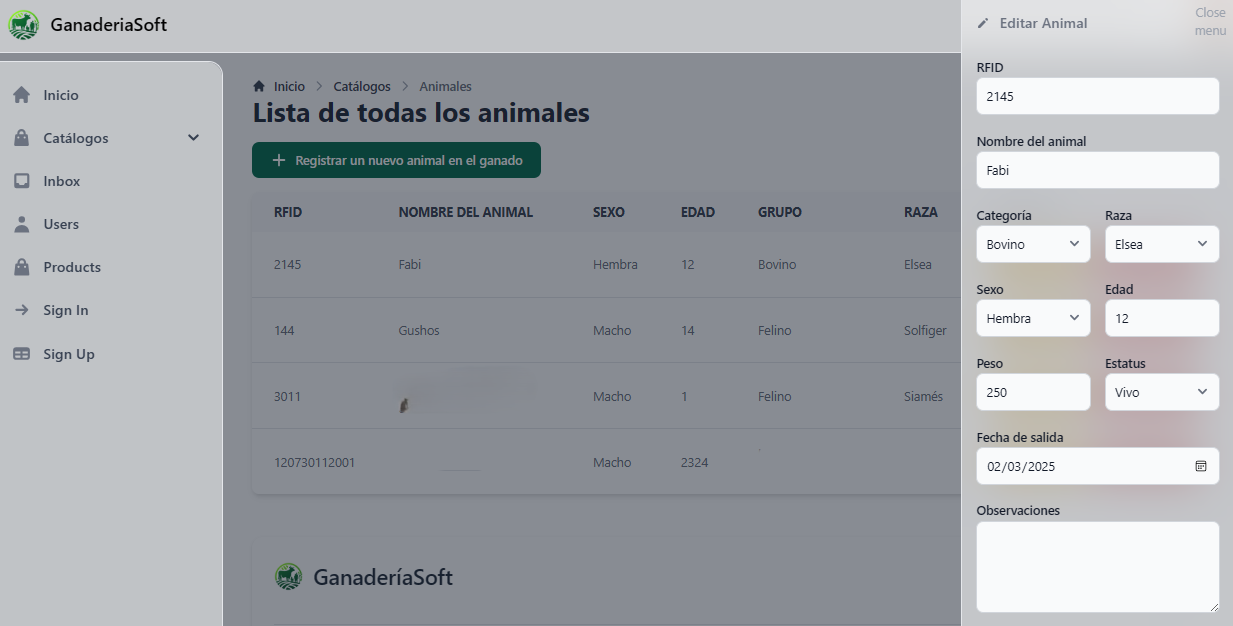 GanaderiaSoft
Inicio
Catálogos
Inbox
Users
Products
Sign In
Sign Up
Inicio > Catálogos > Animales
Lista de todas los animales
+ Registrar un nuevo animal en el ganado
RFID NOMBRE DEL ANIMAL SEXO EDAD GRUPO RAZA
2145 Fabi Hembra 12 Bovino Elsea
144 Gushos Macho 14 Felino Solfiger
3011 Macho 1 Felino Siamés
120730112001 Macho 2324
GanaderíaSoft
Editar Animal
Close
menu
RFID
2145
Nombre del animal
Fabi
Categoría Raza
Bovino Elsea
Sexo Edad
Hembra 12
Peso Estatus
250 Vivo
Fecha de salida
02/03/2025
Observaciones